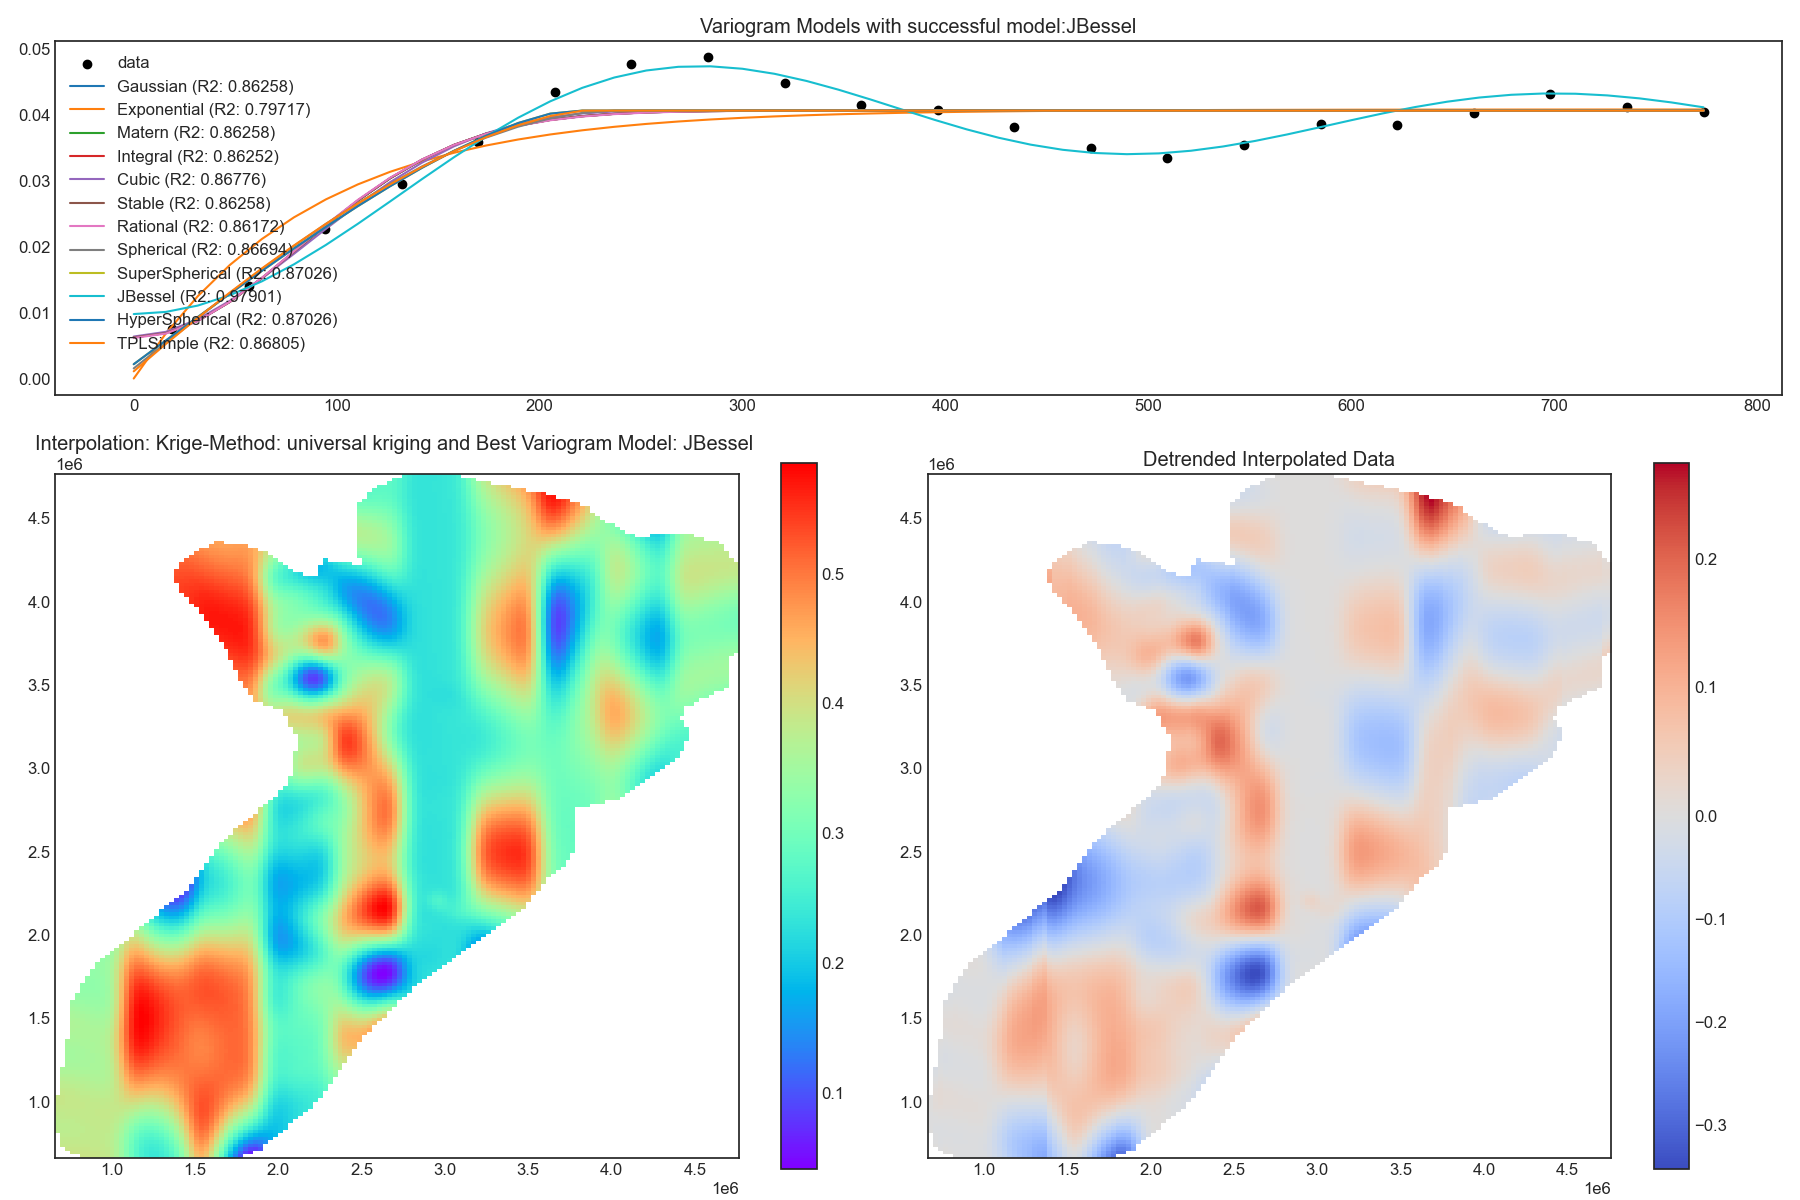 Variogram Models with successful model:JBessel
0.05
0.04
0.03
0.02
0.01
0.00
data
Gaussian (R2: 0.86258)
Exponential (R2: 0.79717)
Matern (R2: 0.86258)
Integral (R2: 0.86252)
Cubic (R2: 0.86776)
Stable (R2: 0.86258)
Rational (R2: 0.86172)
Spherical (R2: 0.86694)
SuperSpherical (R2: 0.87026)
JBessel (R2: 0.97901)
HyperSpherical (R2: 0.87026)
TPLSimple (R2: 0.86805)
0 100 200 300 400 500 600 700 800
Interpolation: Krige-Method: universal kriging and Best Variogram Model: JBessel
1e6
4.5
4.0
3.5
3.0
2.5
2.0
1.5
1.0
1.0 1.5 2.0 2.5 3.0 3.5 4.0 4.5
1e6
0.5
0.4
0.3
0.2
0.1
Detrended Interpolated Data
1e6
4.5
4.0
3.5
3.0
2.5
2.0
1.5
1.0
1.0 1.5 2.0 2.5 3.0 3.5 4.0 4.5
1e6
0.2
0.1
0.0
−0.1
−0.2
−0.3